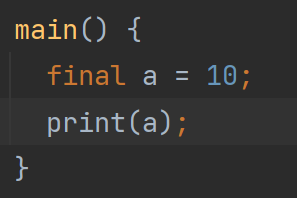 main() {
  final a = 10;
  print(a);
}